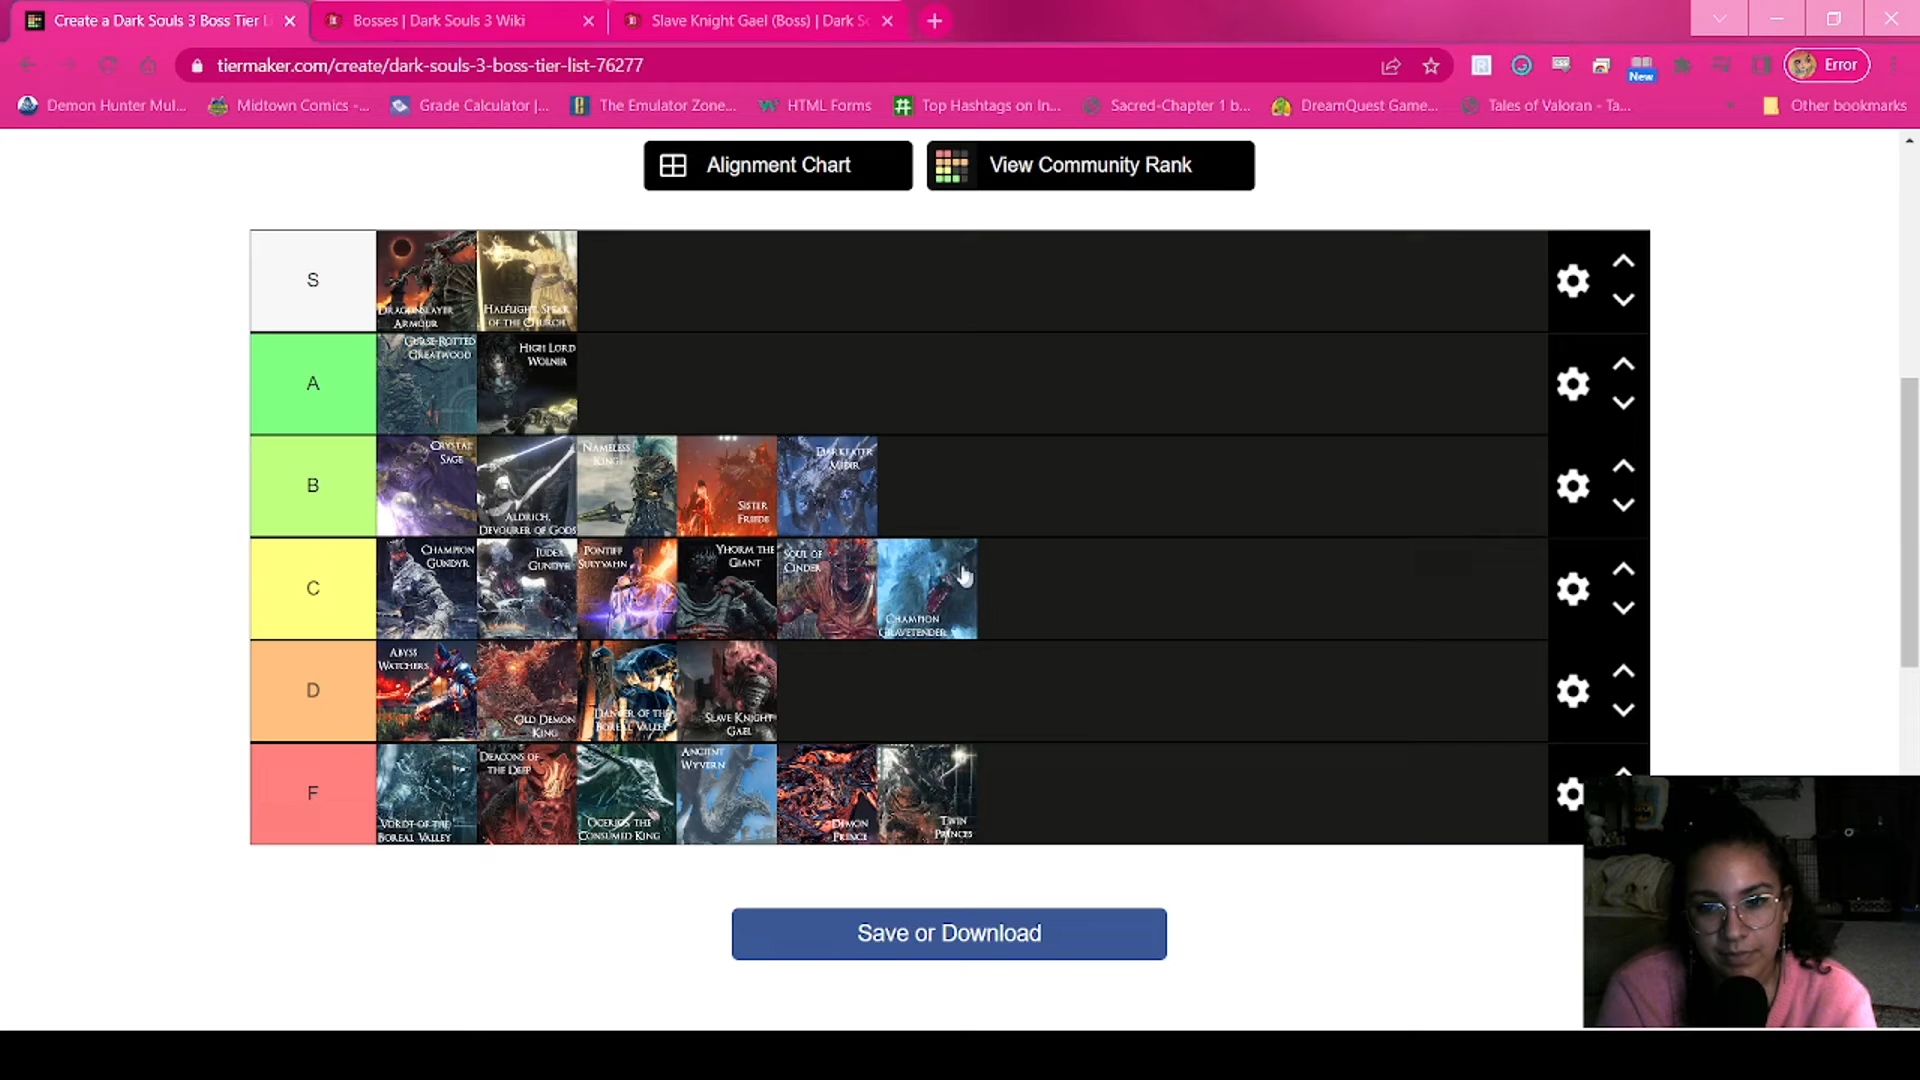 Create a Dark Souls 3 Boss Tier L
Bosses | Dark Souls 3 Wiki
Slave Knight Gael (Boss) | Dark So
tiermaker.com/create/dark-souls-3-boss-tier-list-76277
New
Error
Demon Hunter Mul...
Midtown Comics -...
Grade Calculator |...
The Emulator Zone...
HTML Forms
Top Hashtags on In...
Sacred-Chapter 1 b...
DreamQuest Game...
Tales of Valoran - Ta...
Other bookmarks
Alignment Chart
View Community Rank
S
DRAGONSLAYER
ARMOUR
HALFLIGHT, SPEAR
OF THE CHURCH
A
CURSE-ROTTED
GREATWOOD
HIGH LORD
WOLNIR
B
CRYSTAL
SAGE
ALDRICH,
DEVOURER OF GODS
NAMELESS
KING
SISTER
FRIEDE
DARKEATER
MIDIR
C
CHAMPION
GUNDYR
JUDEX
GUNDYR
PONTIFF
SULYVAHN
YHORM THE
GIANT
SOUL OF
CINDER
CHAMPION
GRAVETENDER
D
ABYSS
WATCHERS
OLD DEMON
KING
DANCER OF THE
BOREAL VALLEY
SLAVE KNIGHT
GAEL
F
VORDT OF THE
BOREAL VALLEY
DEACONS OF
THE DEEP
OCEIROS, THE
CONSUMED KING
ANCIENT
WYVERN
DEMON
PRINCE
TWIN
PRINCES
Save or Download